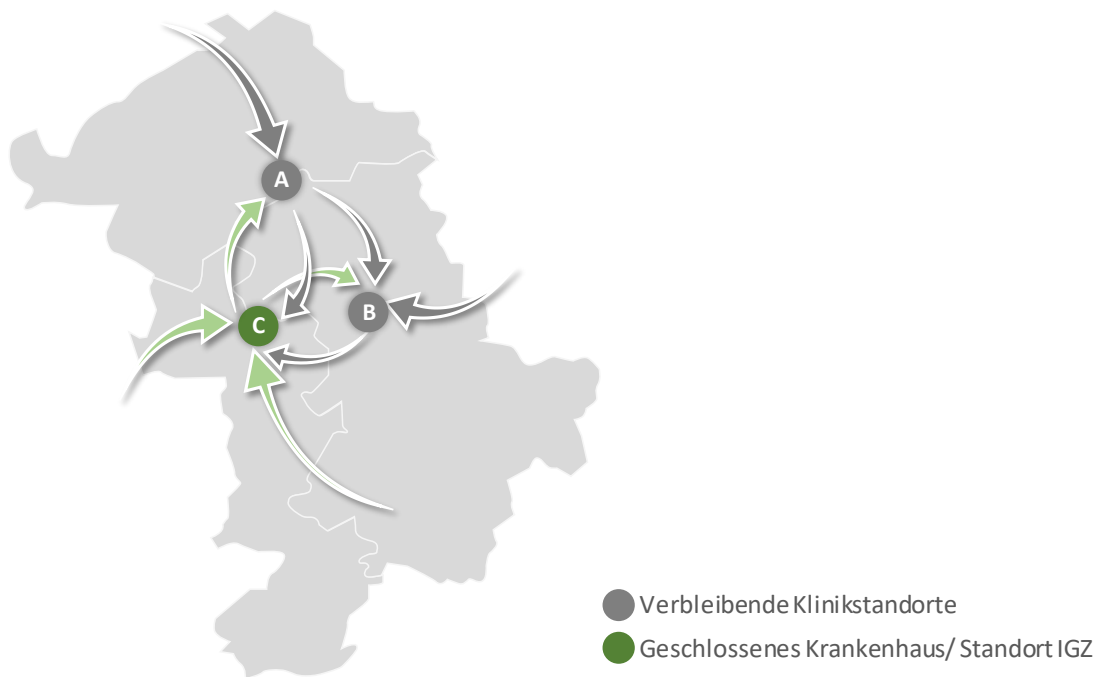 A
B
C
Verbleibende Klinikstandorte
Geschlossenes Krankenhaus/ Standort IGZ